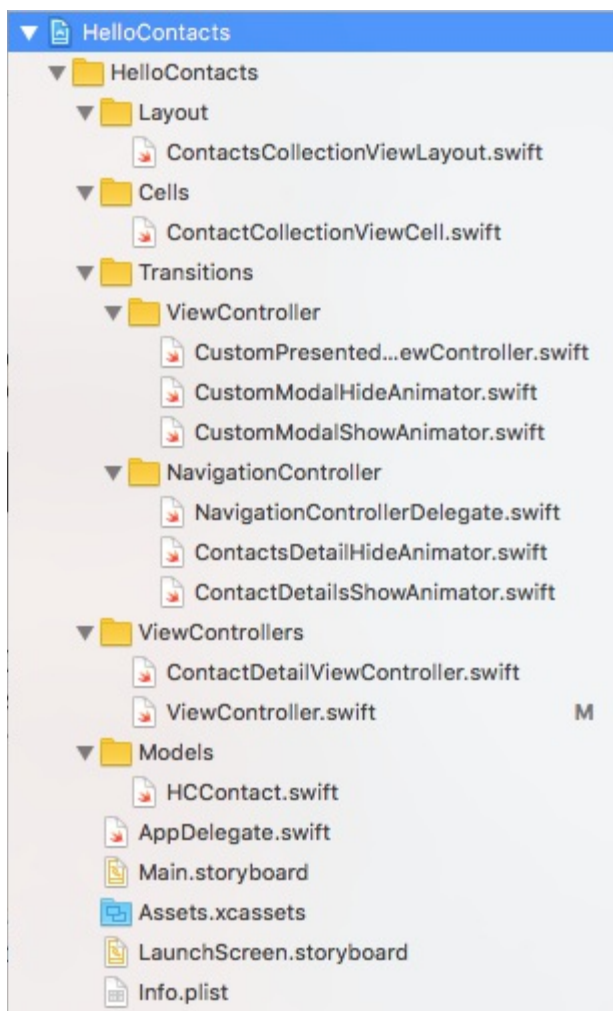 HelloContacts
HelloContacts
Layout
ContactsCollectionViewLayout.swift
Cells
ContactCollectionViewCell.swift
Transitions
ViewController
CustomPresented...ewController.swift
CustomModalHideAnimator.swift
CustomModalShowAnimator.swift
NavigationController
NavigationControllerDelegate.swift
ContactsDetailHideAnimator.swift
ContactDetailsShowAnimator.swift
ViewControllers
ContactDetailViewController.swift
ViewController.swift M
Models
HCContact.swift
AppDelegate.swift
Main.storyboard
Assets.xcassets
LaunchScreen.storyboard
Info.plist